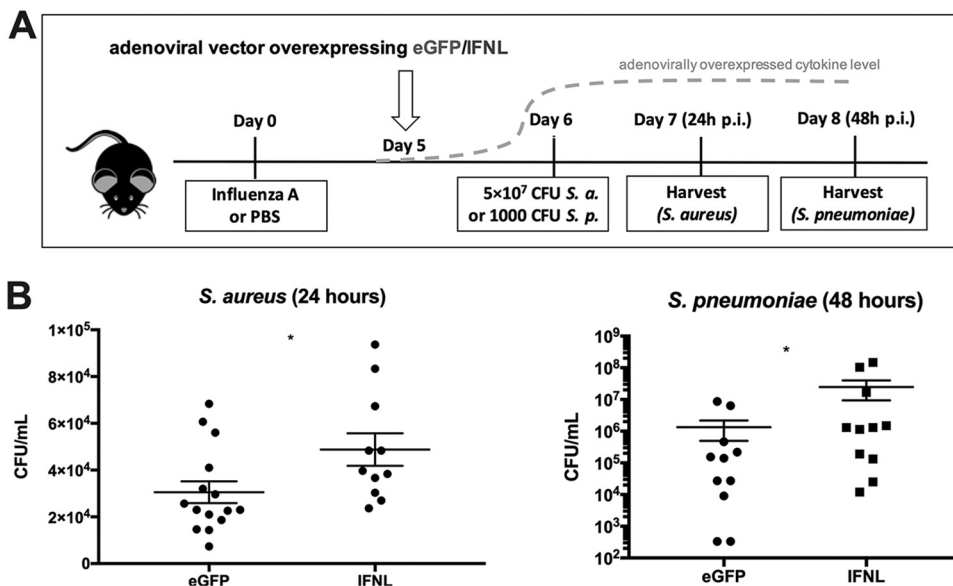 A
adenoviral vector overexpressing eGFP/IFNL
adenovirally overexpressed cytokine level
Day 0
Day 5
Day 6
Day 7 (24h p.i.)
Day 8 (48h p.i.)
Influenza A
or PBS
5×10⁷ CFU S. a.
or 1000 CFU S. p.
Harvest
(S. aureus)
Harvest
(S. pneumoniae)
B
S. aureus (24 hours)
CFU/mL
1×10⁵
8×10⁴
6×10⁴
4×10⁴
2×10⁴
0
*
eGFP
IFNL
S. pneumoniae (48 hours)
CFU/mL
10⁹
10⁸
10⁷
10⁶
10⁵
10⁴
10³
10²
*
eGFP
IFNL